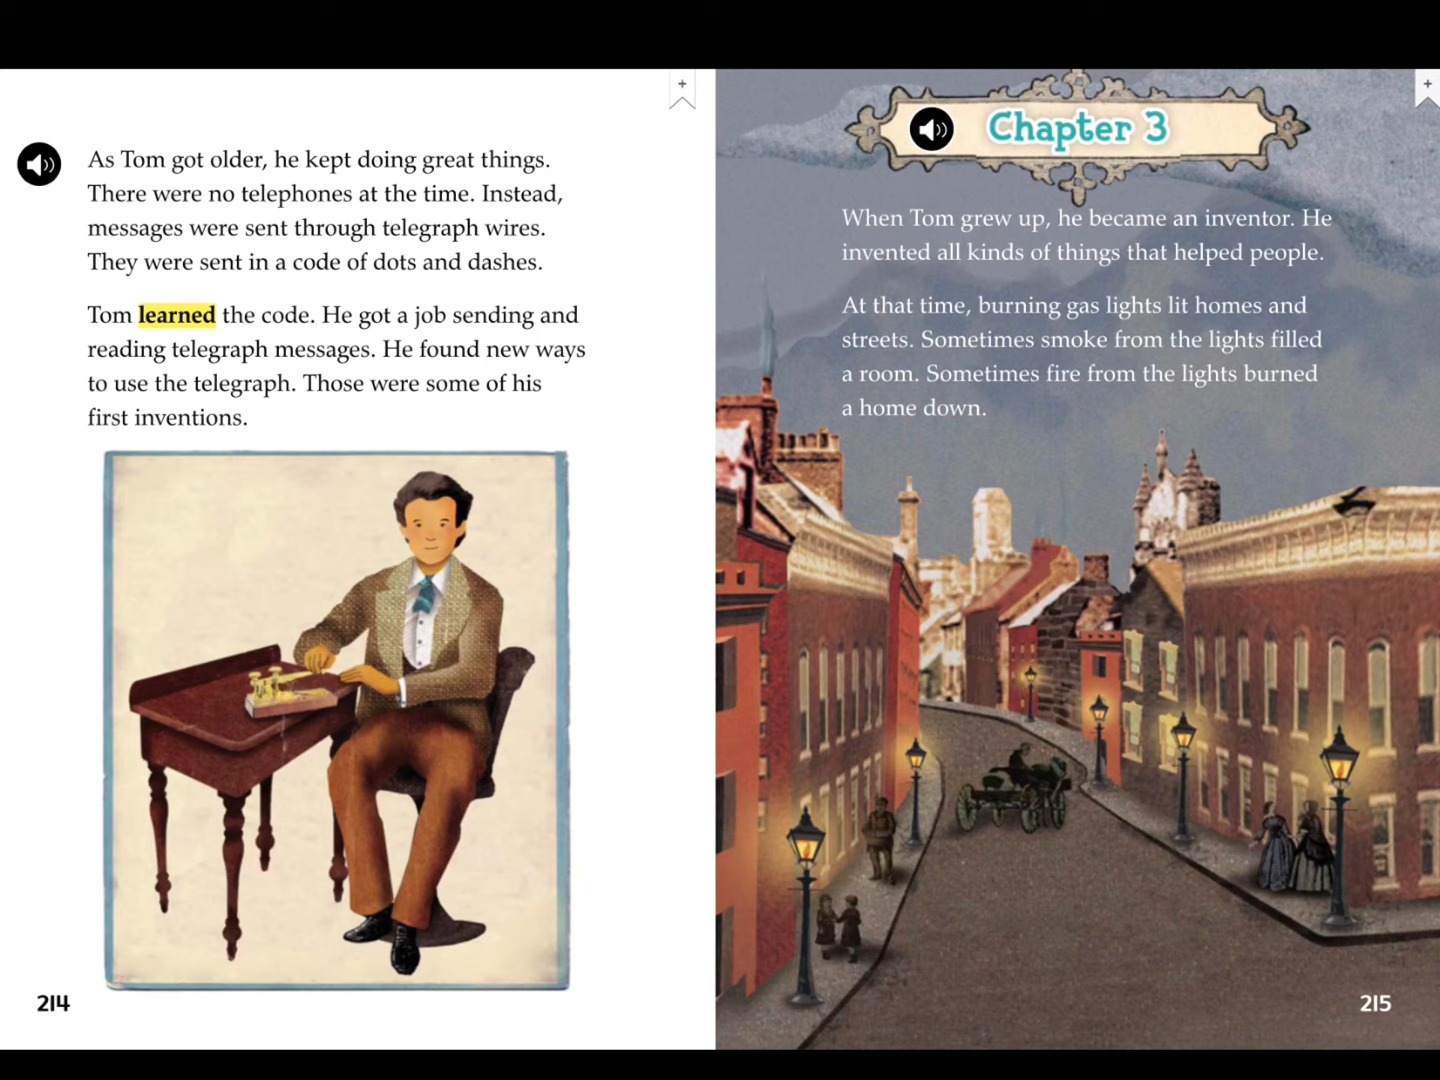 As Tom got older, he kept doing great things.
There were no telephones at the time. Instead,
messages were sent through telegraph wires.
They were sent in a code of dots and dashes.
Tom learned the code. He got a job sending and
reading telegraph messages. He found new ways
to use the telegraph. Those were some of his
first inventions.
214
Chapter 3
When Tom grew up, he became an inventor. He
invented all kinds of things that helped people.
At that time, burning gas lights lit homes and
streets. Sometimes smoke from the lights filled
a room. Sometimes fire from the lights burned
a home down.
215